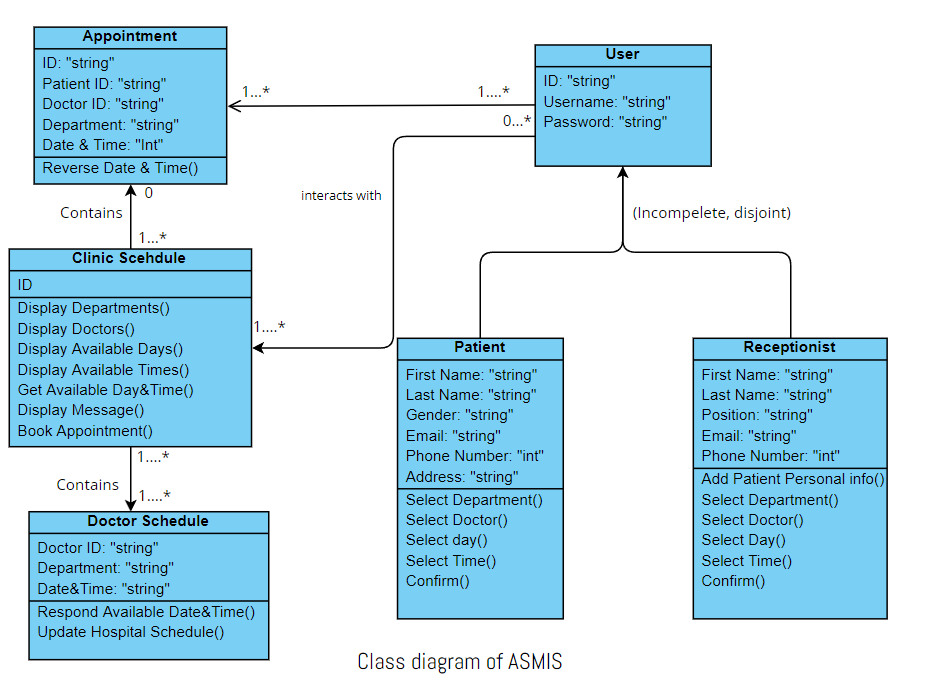 Appointment
ID: "string"
Patient ID: "string"
Doctor ID: "string"
Department: "string"
Date & Time: "Int"
Reverse Date & Time()
User
ID: "string"
Username: "string"
Password: "string"
1...*
1....*
0...*
interacts with
(Incompelete, disjoint)
0
Contains
1...*
Clinic Scehdule
ID
Display Departments()
Display Doctors()
Display Available Days()
Display Available Times()
Get Available Day&Time()
Display Message()
Book Appointment()
1....*
1....*
Contains
1....*
Doctor Schedule
Doctor ID: "string"
Department: "string"
Date&Time: "string"
Respond Available Date&Time()
Update Hospital Schedule()
Patient
First Name: "string"
Last Name: "string"
Gender: "string"
Email: "string"
Phone Number: "int"
Address: "string"
Select Department()
Select Doctor()
Select day()
Select Time()
Confirm()
Receptionist
First Name: "string"
Last Name: "string"
Position: "string"
Email: "string"
Phone Number: "int"
Add Patient Personal info()
Select Department()
Select Doctor()
Select Day()
Select Time()
Confirm()
Class diagram of ASMIS